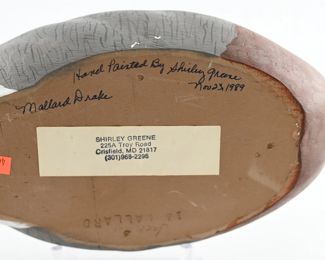 Hand Painted By Shirley Greene
Nov 23, 1989
Mallard Drake
SHIRLEY GREENE
225A Troy Road
Crisfield, MD 21817
(301)968-2295
MALLARD